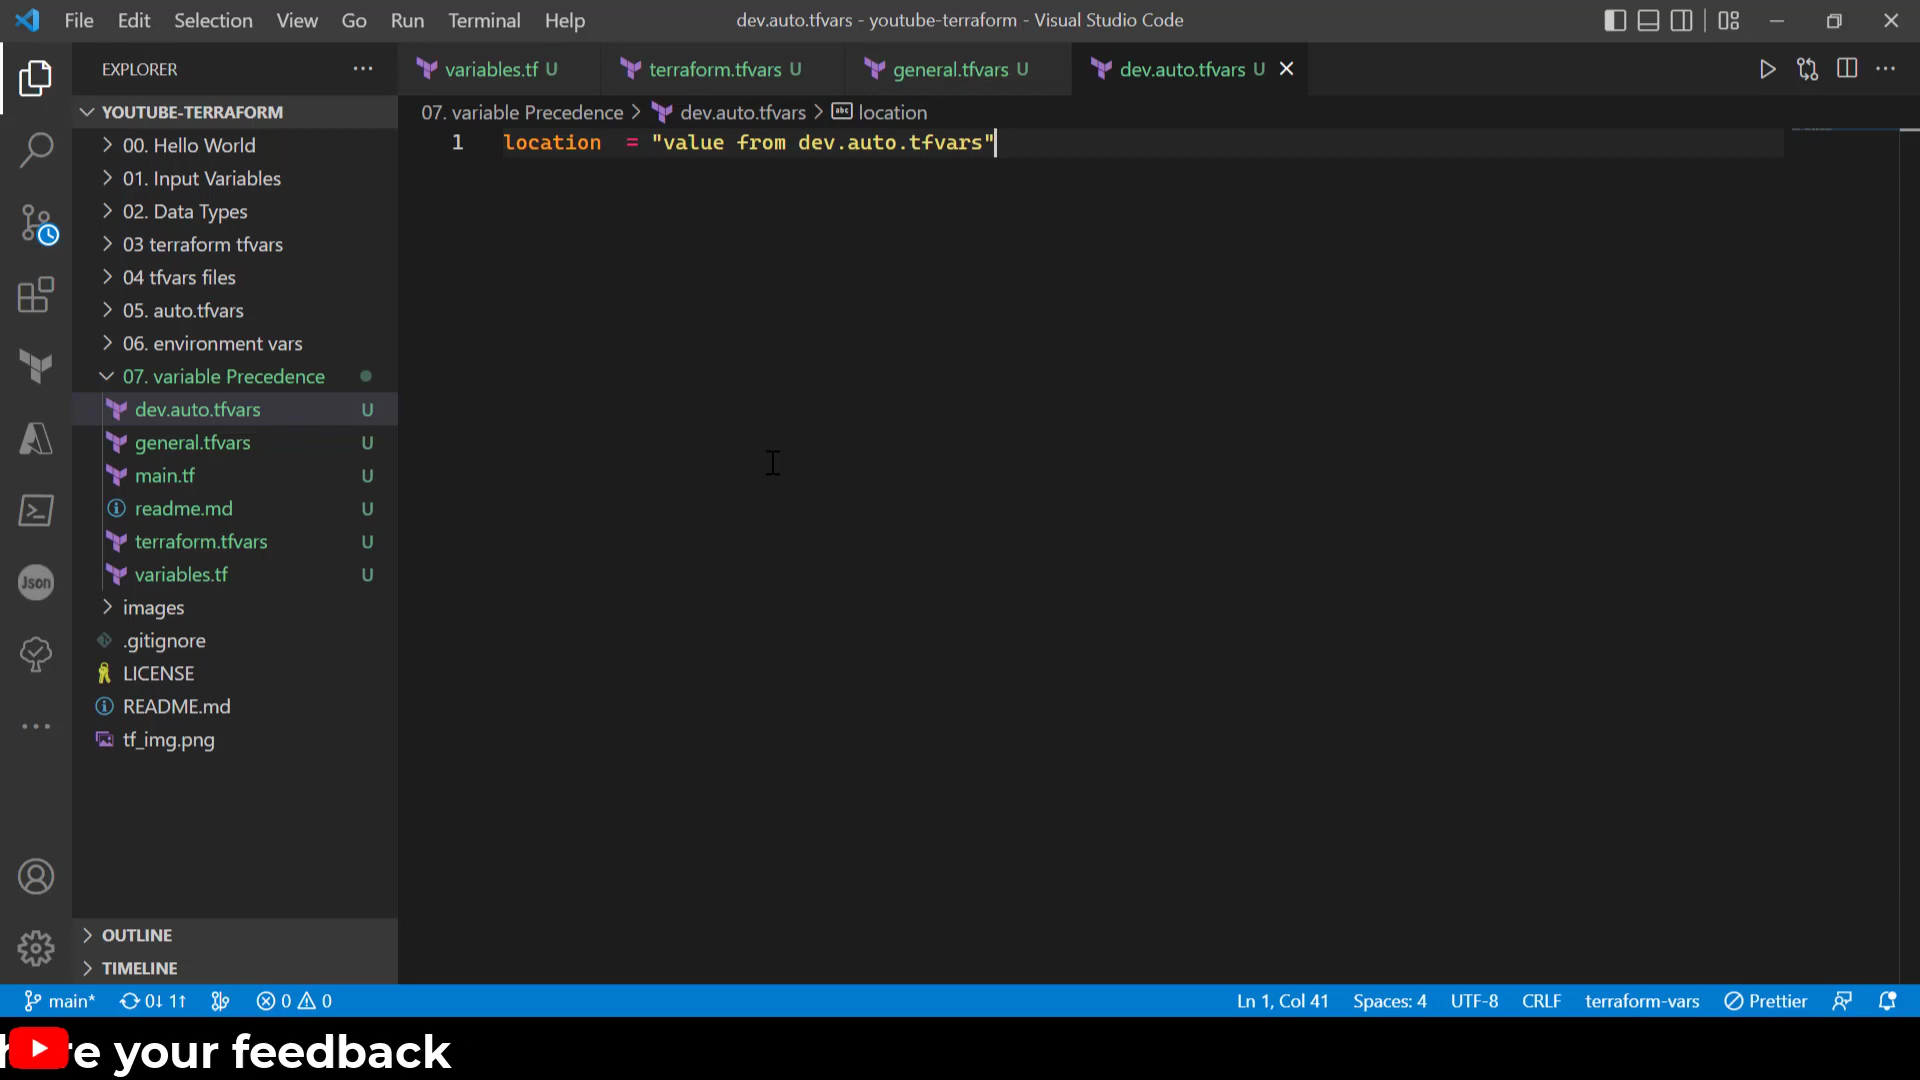 File Edit Selection View Go Run Terminal Help
dev.auto.tfvars - youtube-terraform - Visual Studio Code
EXPLORER
variables.tf U
terraform.tfvars U
general.tfvars U
dev.auto.tfvars U
YOUTUBE-TERRAFORM
07. variable Precedence > dev.auto.tfvars > abc location
1 location = "value from dev.auto.tfvars"
00. Hello World
01. Input Variables
02. Data Types
03 terraform tfvars
04 tfvars files
05. auto.tfvars
06. environment vars
07. variable Precedence
dev.auto.tfvars U
general.tfvars U
main.tf U
readme.md U
terraform.tfvars U
variables.tf U
images
.gitignore
LICENSE
README.md
tf_img.png
Json
OUTLINE
TIMELINE
main* 0↓ 1↑ 0 0
Ln 1, Col 41 Spaces: 4 UTF-8 CRLF terraform-vars Prettier
your feedback